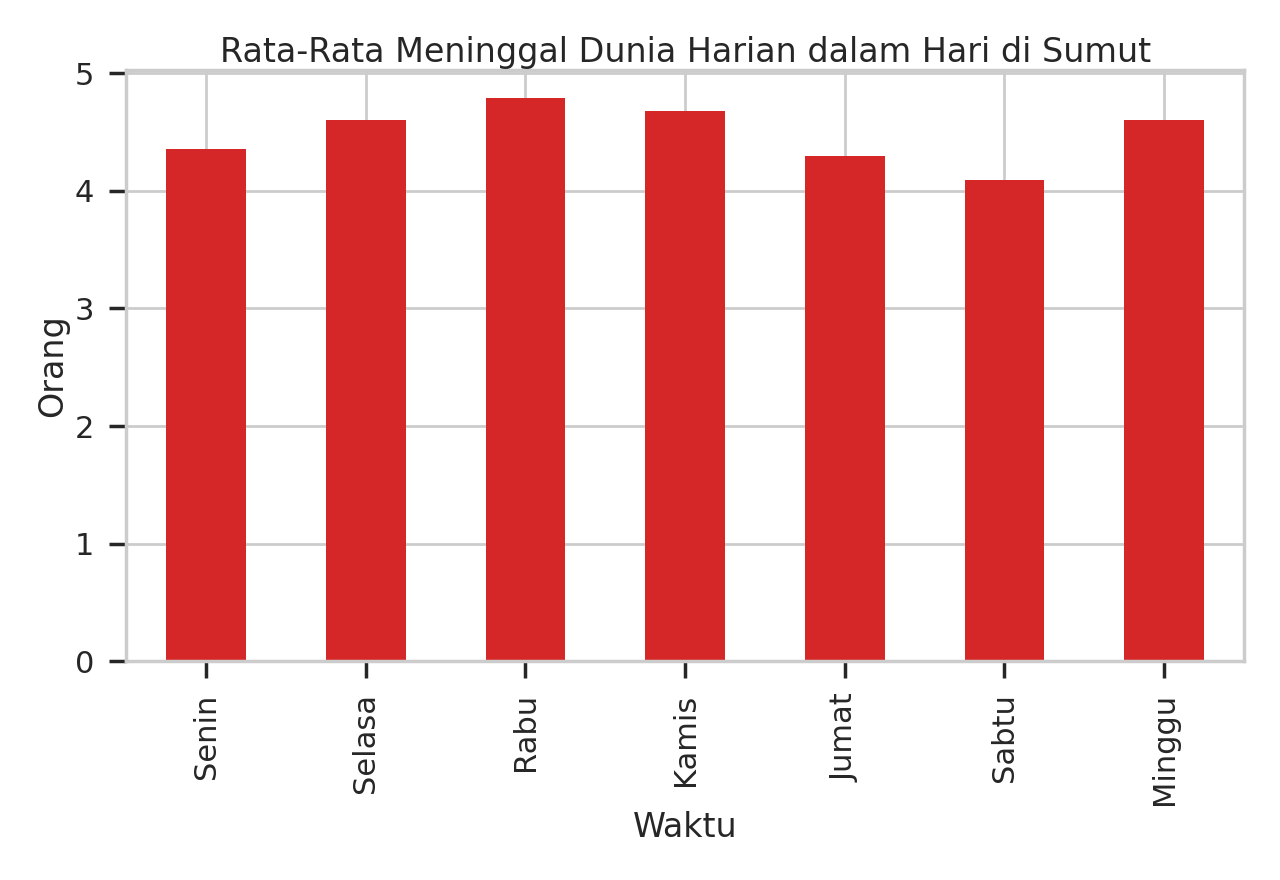 Rata-Rata Meninggal Dunia Harian dalam Hari di Sumut
5
4
3
2
1
0
Orang
Senin
Selasa
Rabu
Kamis
Jumat
Sabtu
Minggu
Waktu